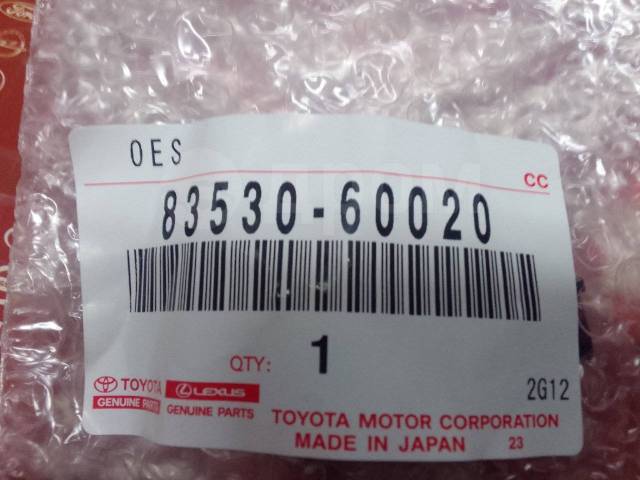 OES
CC
83530-60020
QTY: 1
TOYOTA LEXUS 2G12
GENUINE PARTS GENUINE PARTS
TOYOTA MOTOR CORPORATION
MADE IN JAPAN 23